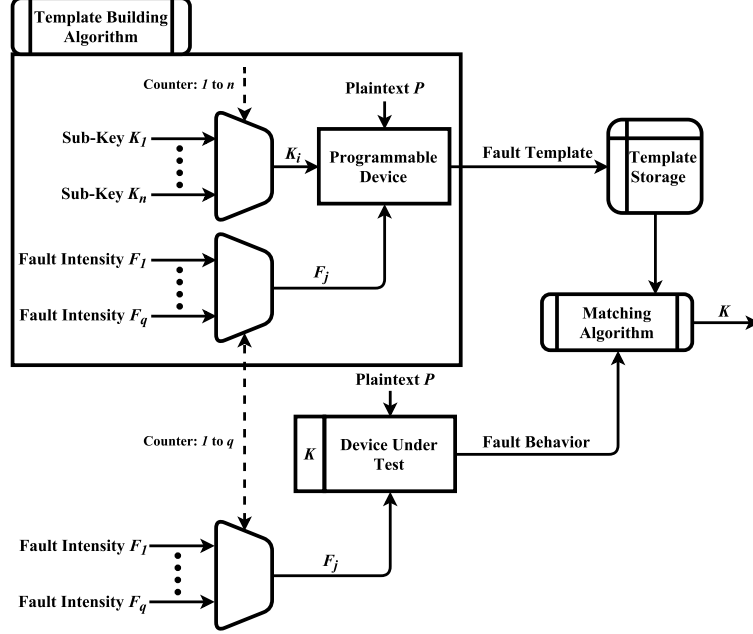 Template Building
Algorithm
Counter: 1 to n
Plaintext P
Sub-Key K1
Sub-Key Kn
Ki
Programmable
Device
Fault Template
Template
Storage
Fault Intensity F1
Fault Intensity Fq
Fj
Matching
Algorithm
K
Plaintext P
Counter: 1 to q
K
Device Under
Test
Fault Behavior
Fault Intensity F1
Fault Intensity Fq
Fj